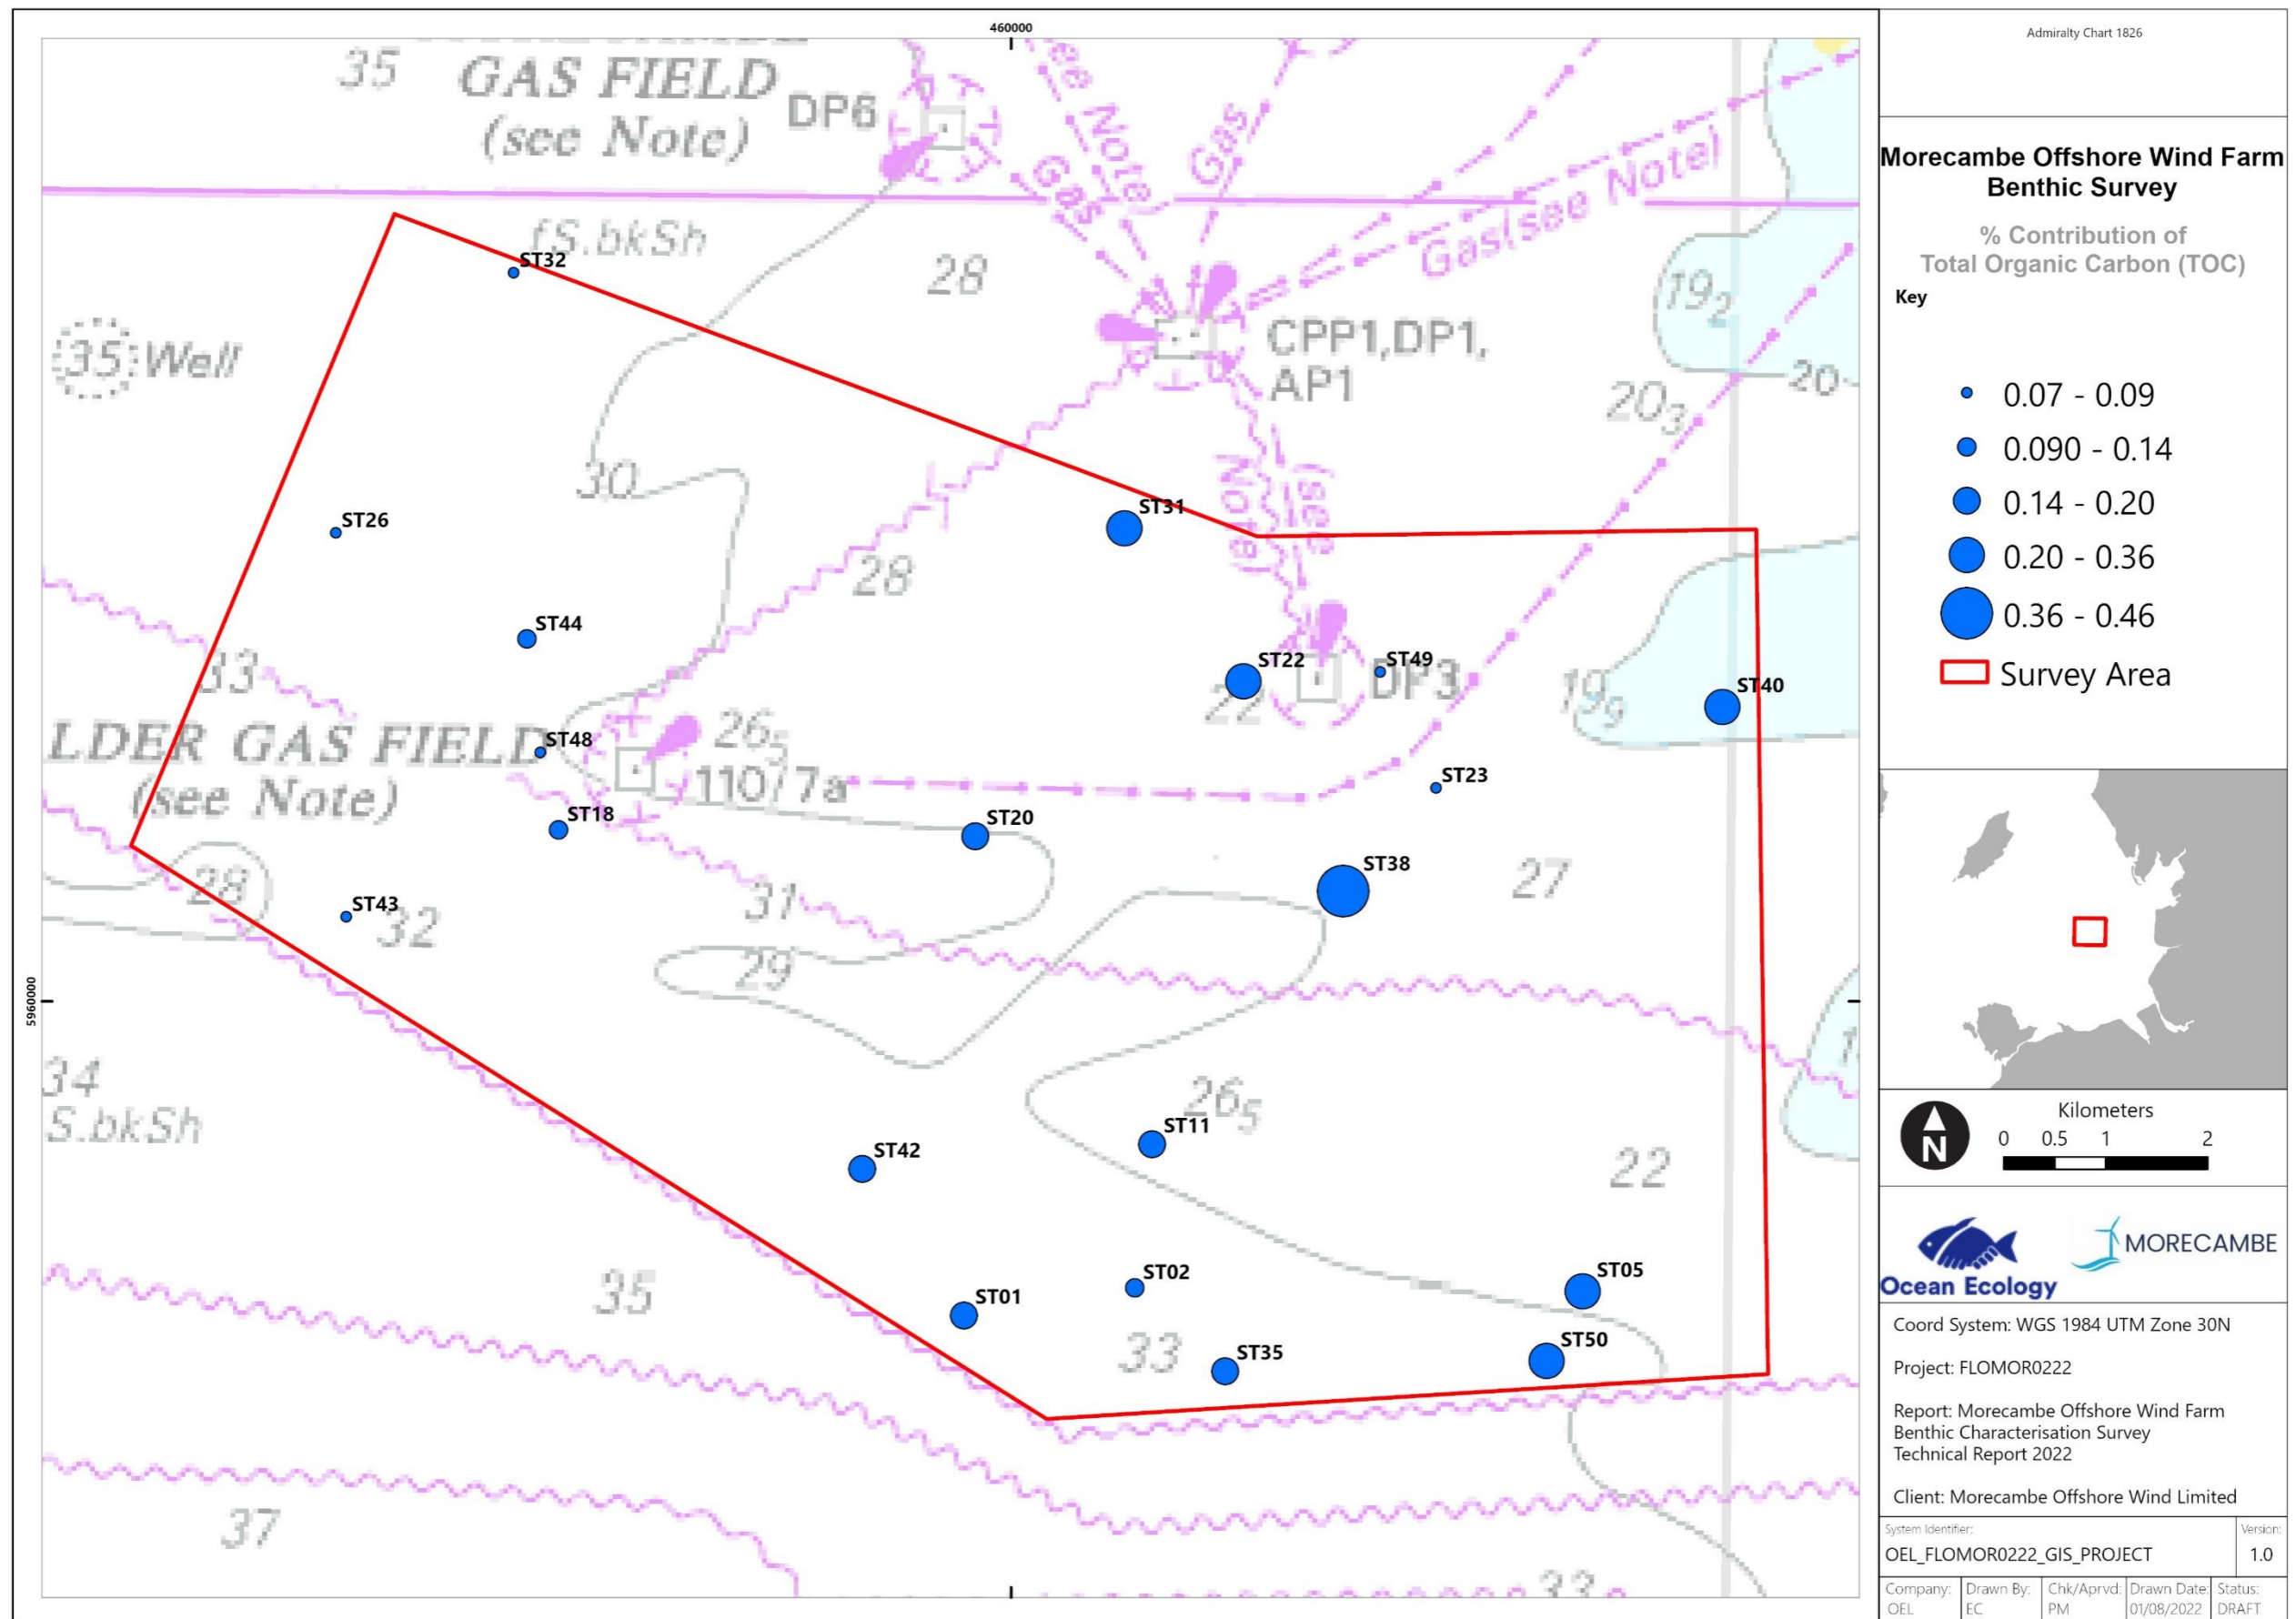 460000
5960000
35 GAS FIELD
(see Note)
DP6
fS.bkSh
ST32
28
Gas
Note)
Gas
Gas(see Note)
19₂
20
20₃
35 Well
CPP1,DP1,
AP1
30
ST26
ST31
28
ST44
33
ST22
22
ST49
DP3
19₉
ST40
LDER GAS FIELD
(see Note)
ST48
26₅
110/7a
ST23
ST18
ST20
ST38
27
28
ST43
32
31
29
34
S.bkSh
26₅
ST11
ST42
22
ST02
ST05
35
ST01
33
ST35
ST50
37
33
Admiralty Chart 1826
Morecambe Offshore Wind Farm
Benthic Survey
% Contribution of
Total Organic Carbon (TOC)
Key
0.07 - 0.09
0.090 - 0.14
0.14 - 0.20
0.20 - 0.36
0.36 - 0.46
Survey Area
N
Kilometers
0 0.5 1 2
Ocean Ecology
MORECAMBE
Coord System: WGS 1984 UTM Zone 30N
Project: FLOMOR0222
Report: Morecambe Offshore Wind Farm
Benthic Characterisation Survey
Technical Report 2022
Client: Morecambe Offshore Wind Limited
System Identifier:
OEL_FLOMOR0222_GIS_PROJECT
Version:
1.0
Company:
OEL
Drawn By:
EC
Chk/Aprvd:
PM
Drawn Date:
01/08/2022
Status:
DRAFT